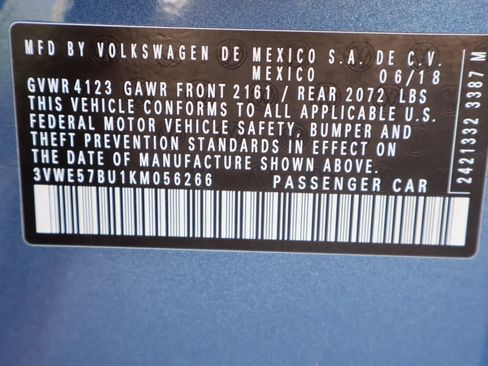 MFD BY VOLKSWAGEN DE MEXICO S.A. DE C.V.
MEXICO 06/18
GVWR 4123 GAWR FRONT 2161 / REAR 2072 LBS
THIS VEHICLE CONFORMS TO ALL APPLICABLE U.S.
FEDERAL MOTOR VEHICLE SAFETY, BUMPER AND
THEFT PREVENTION STANDARDS IN EFFECT ON
THE DATE OF MANUFACTURE SHOWN ABOVE.
3VWE57BU1KM056266 PASSENGER CAR
2421332 3387 M